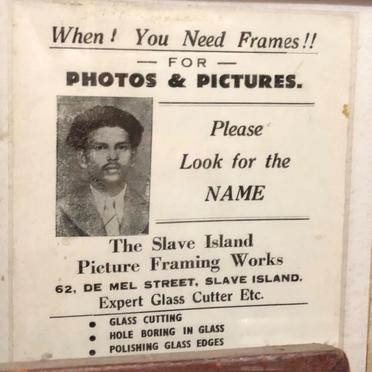 When! You Need Frames!!
— FOR —
PHOTOS & PICTURES.
Please
Look for the
NAME
The Slave Island
Picture Framing Works
62, DE MEL STREET, SLAVE ISLAND.
Expert Glass Cutter Etc.
• GLASS CUTTING
• HOLE BORING IN GLASS
• POLISHING GLASS EDGES